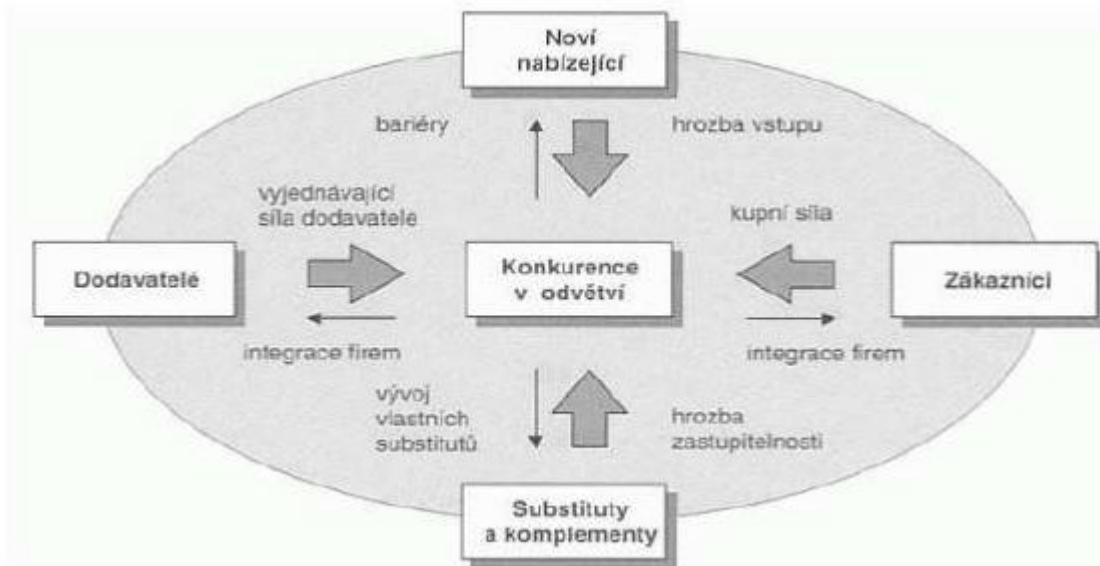 Noví
nabízející
bariéry
hrozba vstupu
vyjednávající
síla dodavatele
kupní síla
Dodavatelé
Konkurence
v odvětví
Zákazníci
integrace firem
integrace firem
vývoj
vlastních
substitutů
hrozba
zastupitelnosti
Substituty
a komplementy